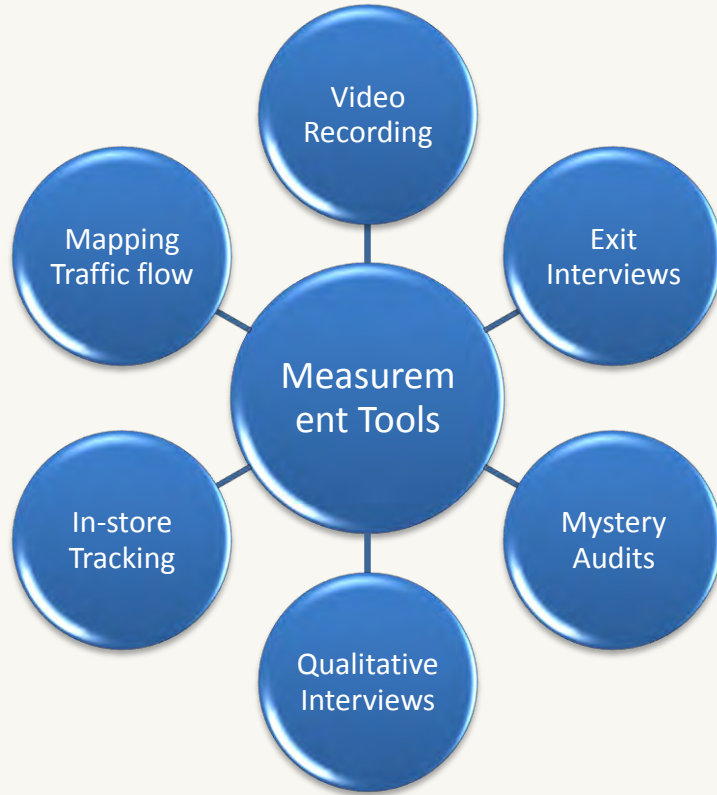 Video
Recording
Mapping
Traffic flow
Exit
Interviews
Measurem
ent Tools
In-store
Tracking
Mystery
Audits
Qualitative
Interviews